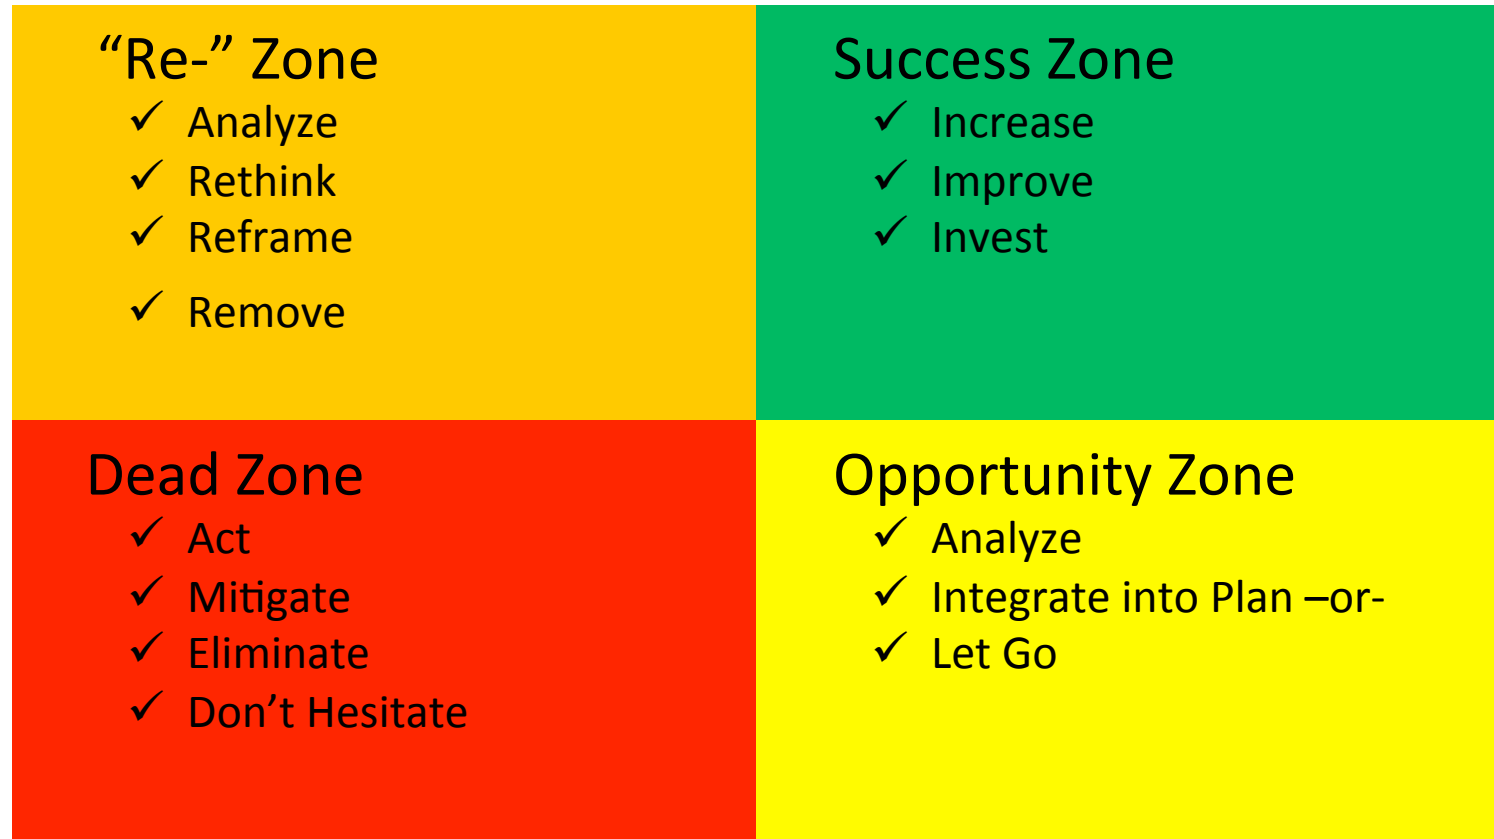 “Re-” Zone
✓ Analyze
✓ Rethink
✓ Reframe
✓ Remove
Success Zone
✓ Increase
✓ Improve
✓ Invest
Dead Zone
✓ Act
✓ Mitigate
✓ Eliminate
✓ Don’t Hesitate
Opportunity Zone
✓ Analyze
✓ Integrate into Plan –or-
✓ Let Go